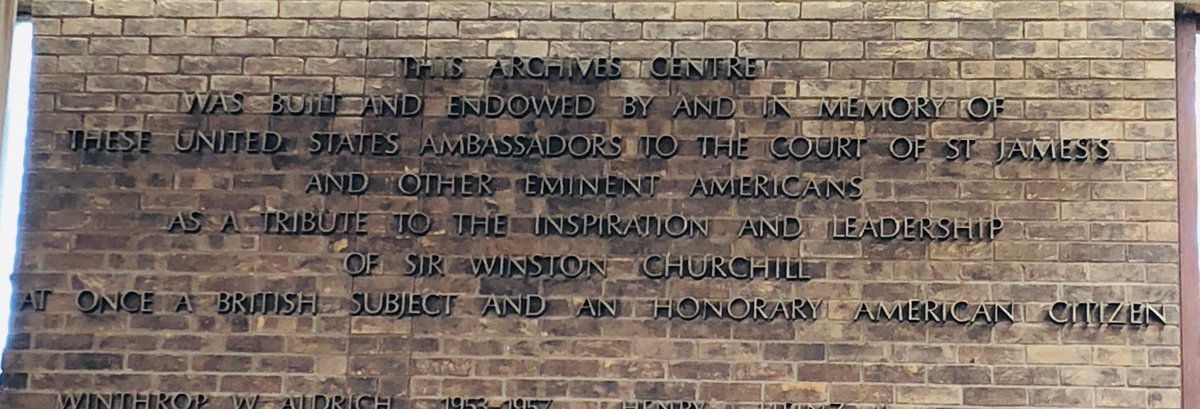 THIS ARCHIVES CENTRE
WAS BUILT AND ENDOWED BY AND IN MEMORY OF
THESE UNITED STATES AMBASSADORS TO THE COURT OF ST JAMES'S
AND OTHER EMINENT AMERICANS
AS A TRIBUTE TO THE INSPIRATION AND LEADERSHIP
OF SIR WINSTON CHURCHILL
AT ONCE A BRITISH SUBJECT AND AN HONORARY AMERICAN CITIZEN
WINTHROP W ALDRICH 1953-1957 HENRY